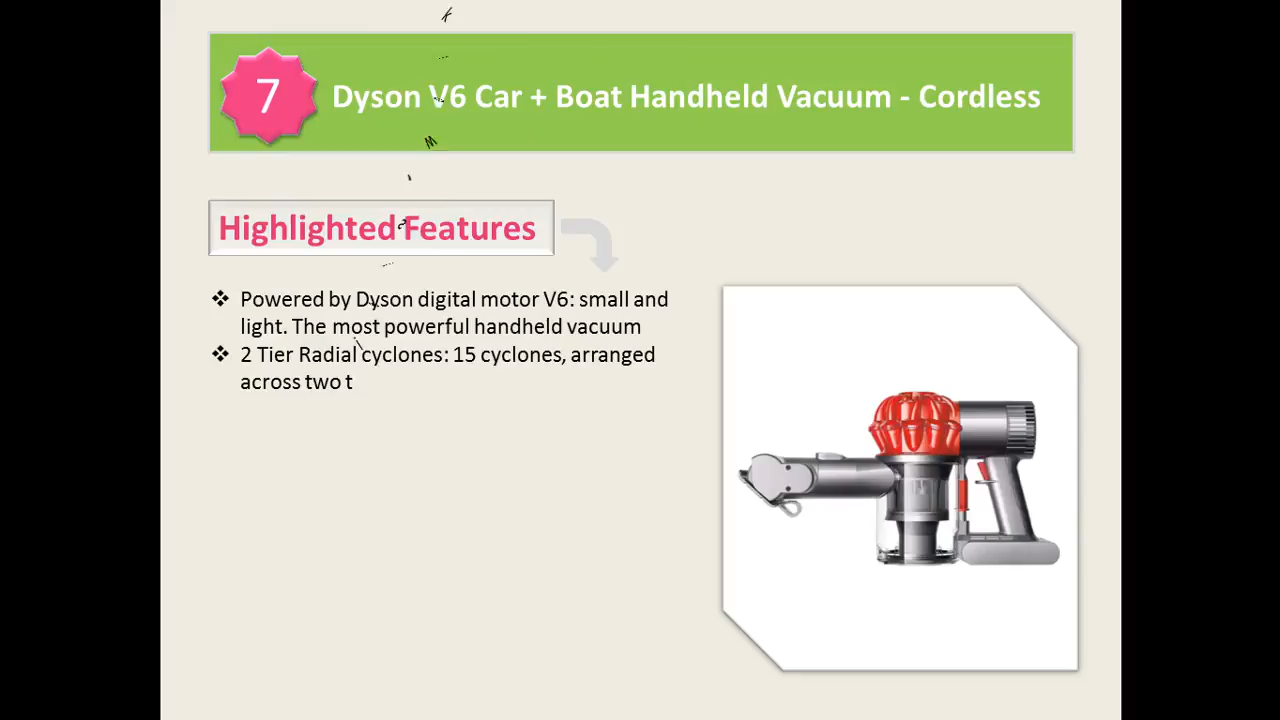 7
Dyson V6 Car + Boat Handheld Vacuum - Cordless
Highlighted Features
❖ Powered by Dyson digital motor V6: small and
light. The most powerful handheld vacuum
❖ 2 Tier Radial cyclones: 15 cyclones, arranged
across two t